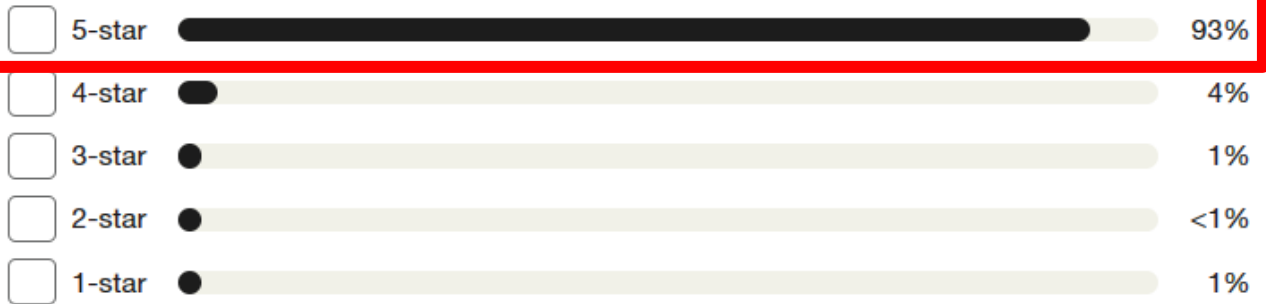 5-star 93%
4-star 4%
3-star 1%
2-star <1%
1-star 1%